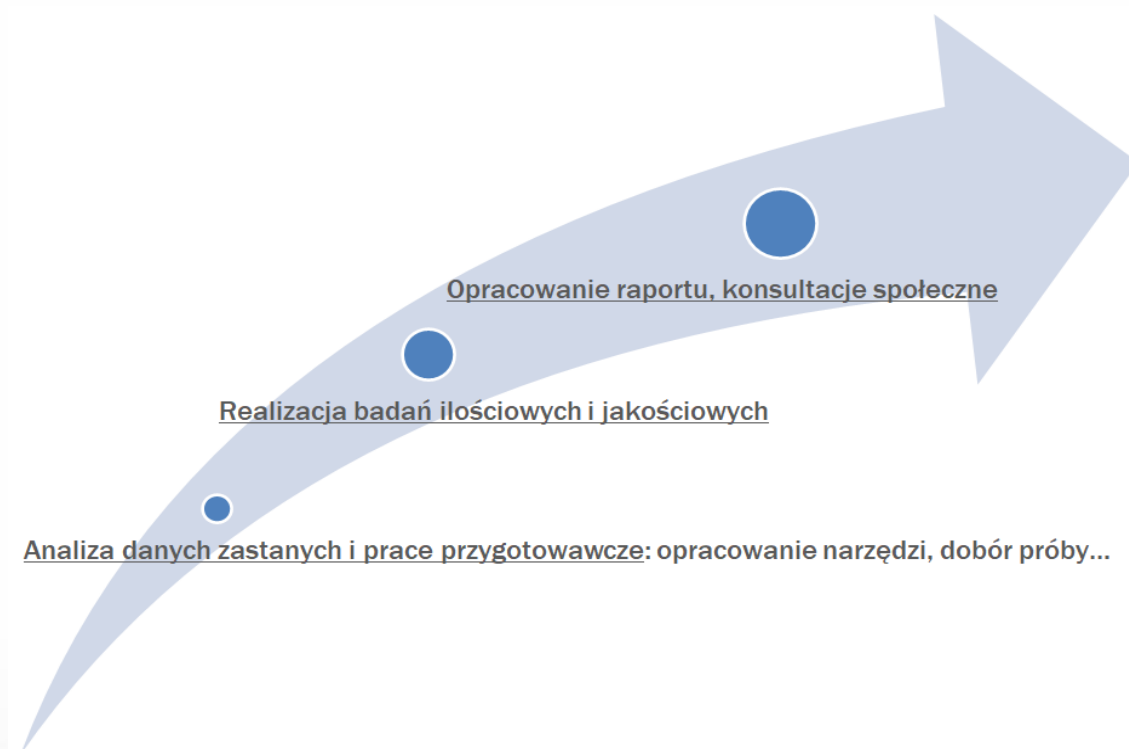 Opracowanie raportu, konsultacje społeczne
Realizacja badań ilościowych i jakościowych
Analiza danych zastanych i prace przygotowawcze: opracowanie narzędzi, dobór próby...